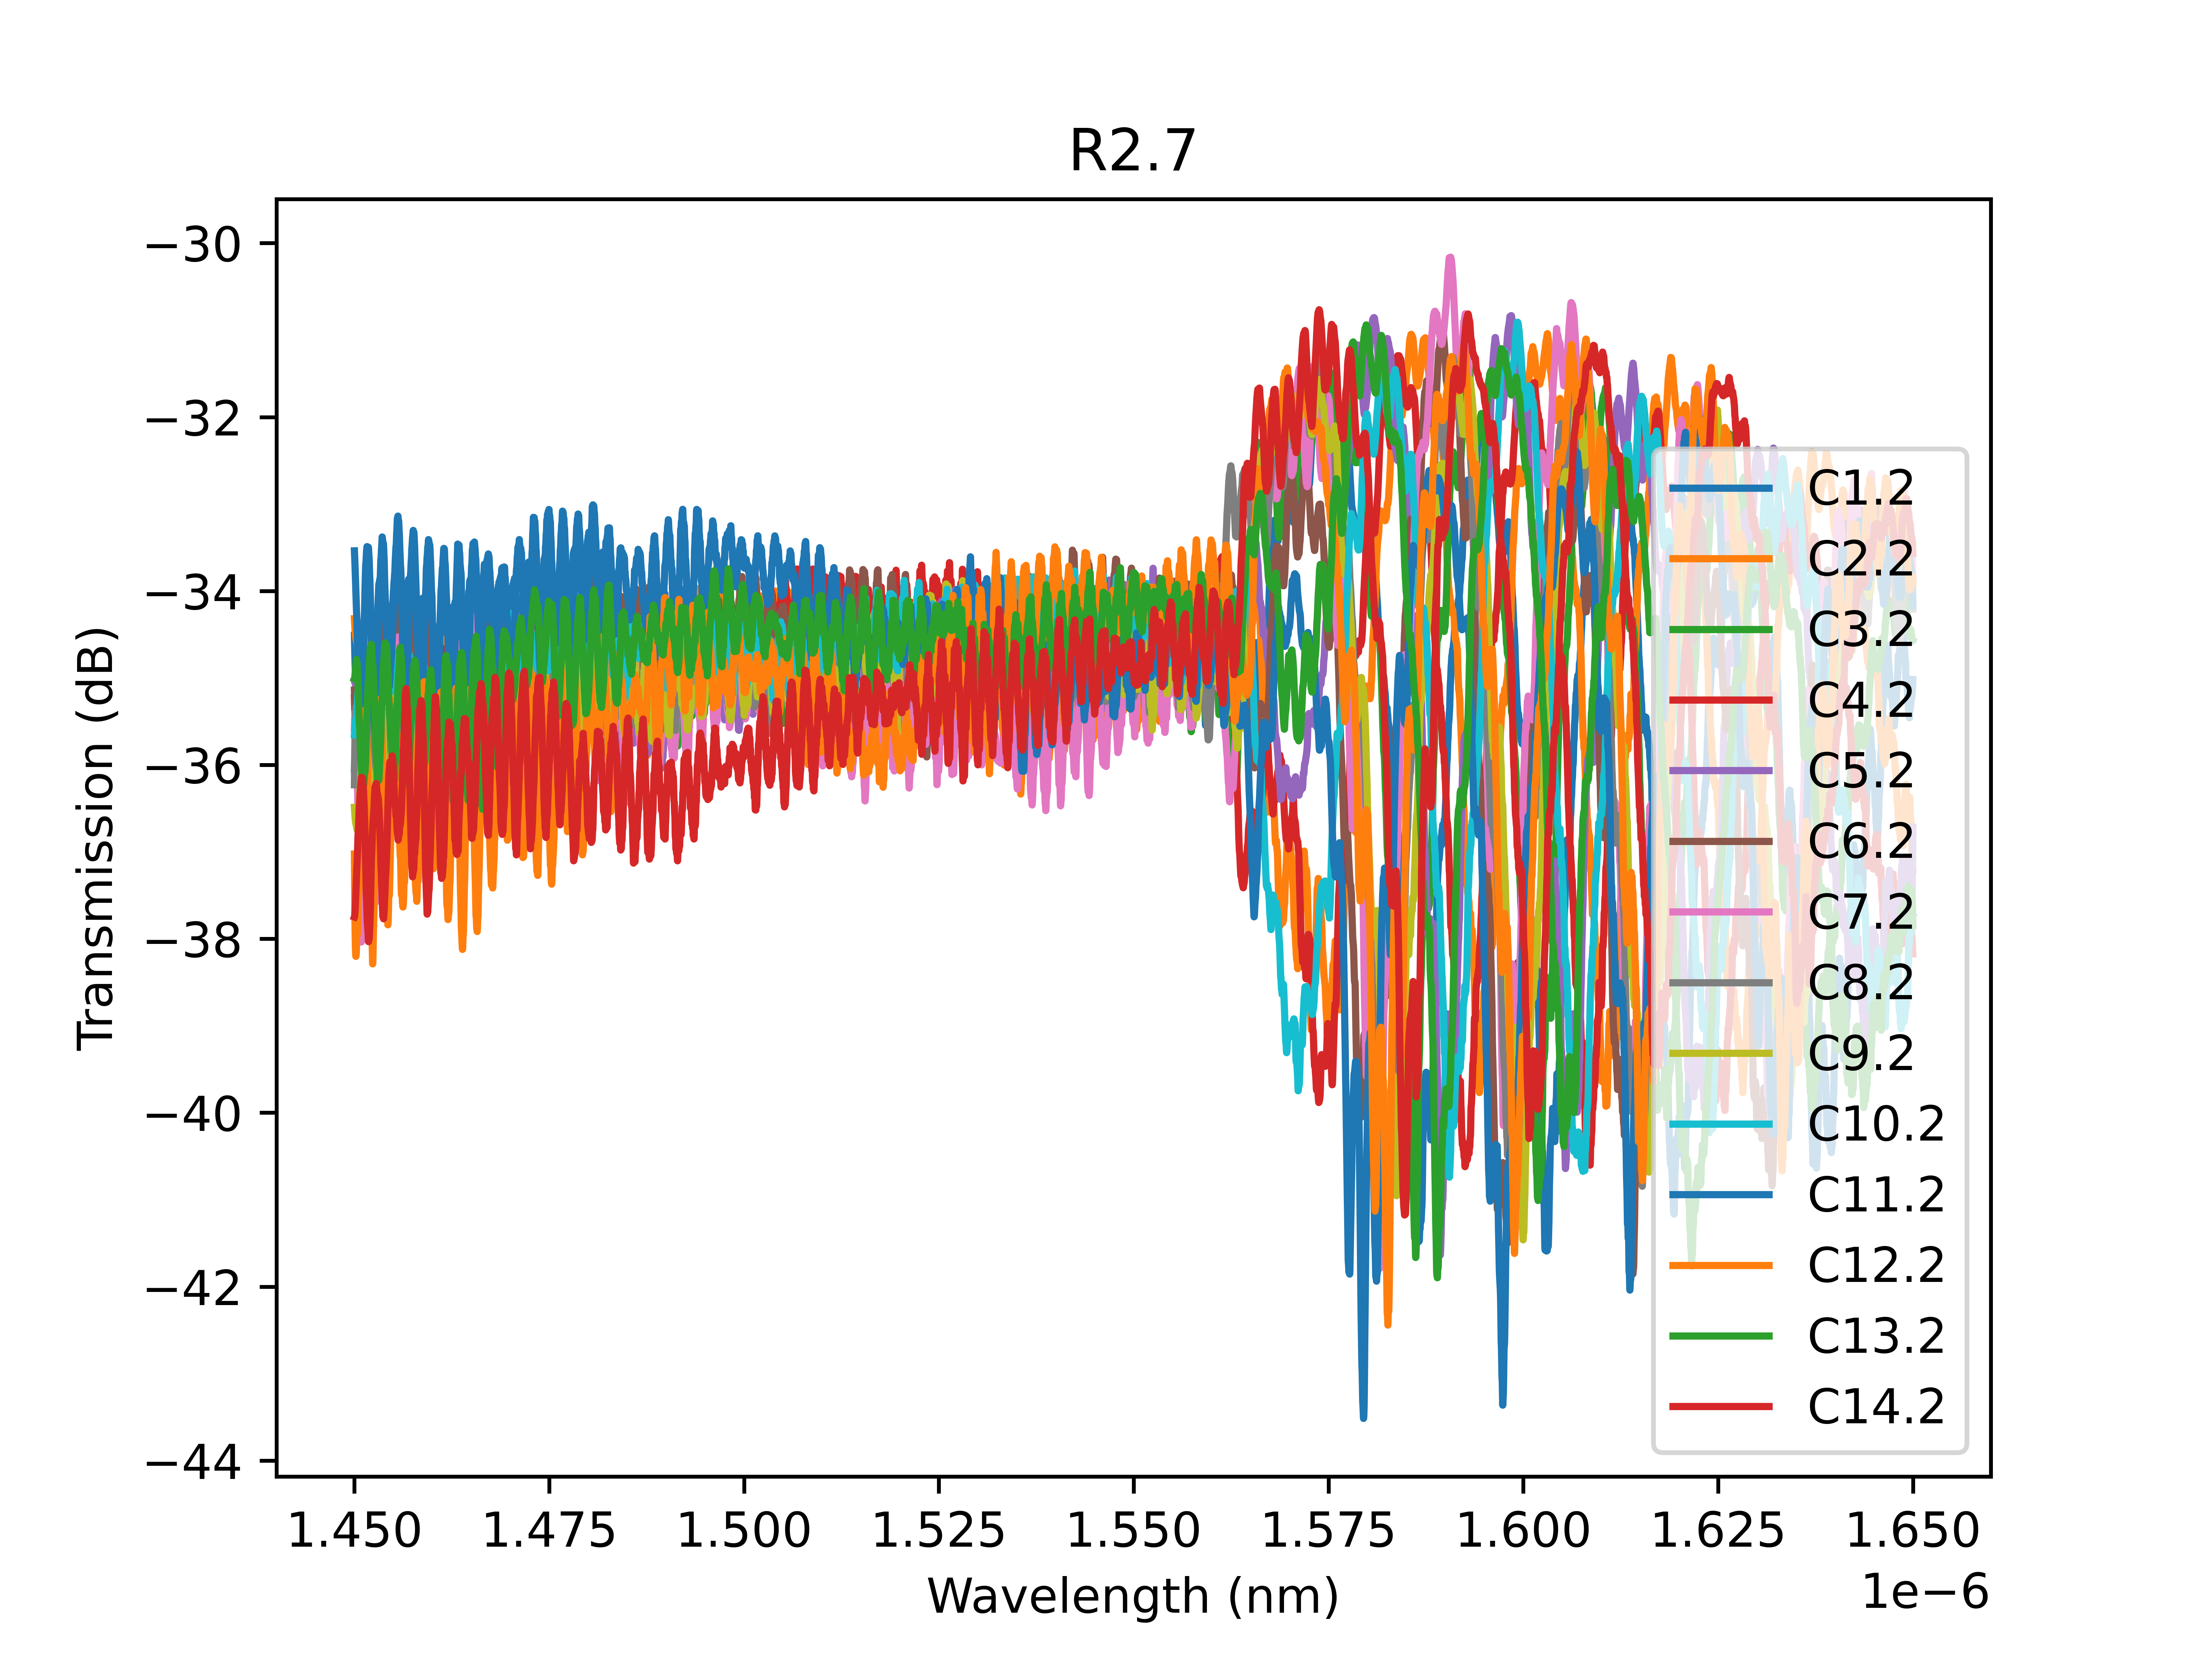 R2.7
Transmission (dB)
−30
−32
−34
−36
−38
−40
−42
−44
C1.2
C2.2
C3.2
C4.2
C5.2
C6.2
C7.2
C8.2
C9.2
C10.2
C11.2
C12.2
C13.2
C14.2
1.450 1.475 1.500 1.525 1.550 1.575 1.600 1.625 1.650
Wavelength (nm)
1e−6